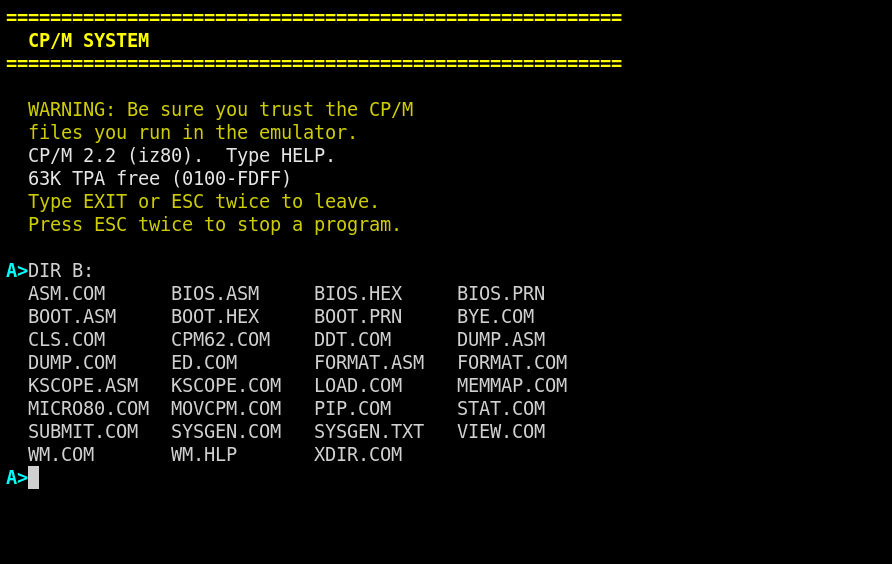 ========================================================
CP/M SYSTEM
========================================================
WARNING: Be sure you trust the CP/M
files you run in the emulator.
CP/M 2.2 (iz80).  Type HELP.
63K TPA free (0100-FDFF)
Type EXIT or ESC twice to leave.
Press ESC twice to stop a program.
A>DIR B:
ASM.COM      BIOS.ASM     BIOS.HEX     BIOS.PRN
BOOT.ASM     BOOT.HEX     BOOT.PRN     BYE.COM
CLS.COM      CPM62.COM    DDT.COM      DUMP.ASM
DUMP.COM     ED.COM       FORMAT.ASM   FORMAT.COM
KSCOPE.ASM   KSCOPE.COM   LOAD.COM     MEMMAP.COM
MICRO80.COM  MOVCPM.COM   PIP.COM      STAT.COM
SUBMIT.COM   SYSGEN.COM   SYSGEN.TXT   VIEW.COM
WM.COM       WM.HLP       XDIR.COM
A>